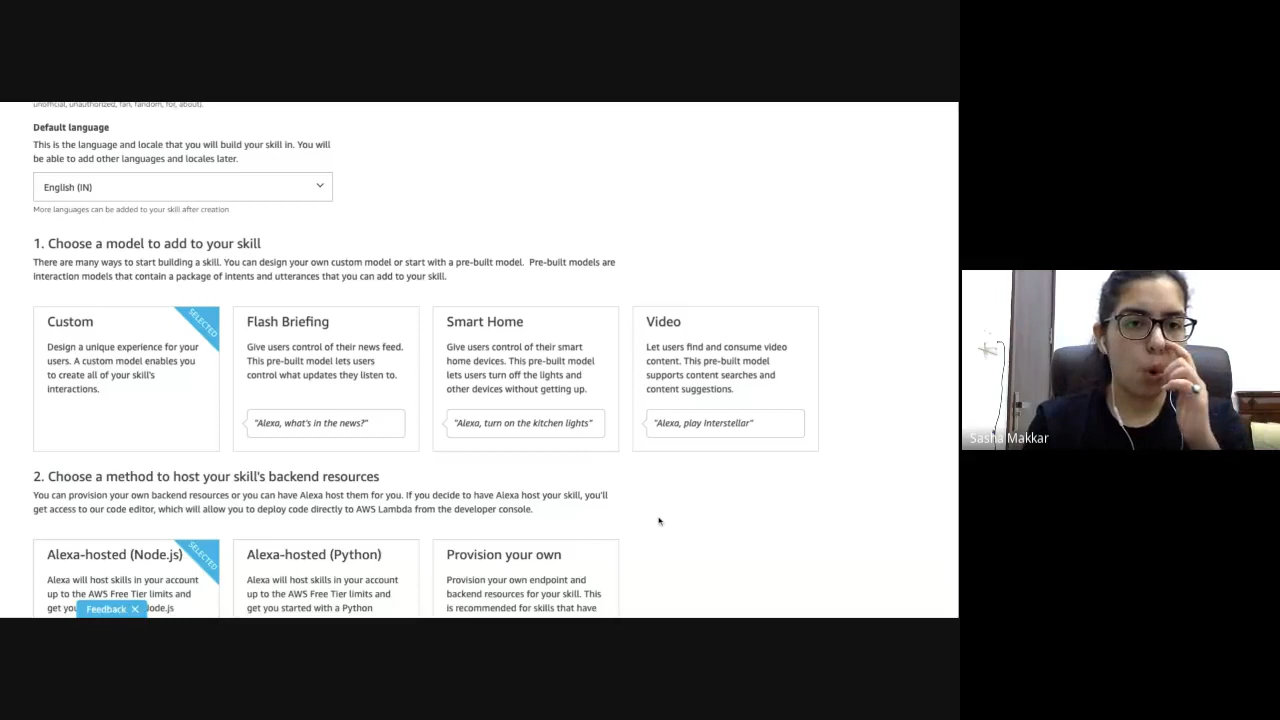 unofficial, unauthorized, fan, fandom, for, about).
Default language
This is the language and locale that you will build your skill in. You will
be able to add other languages and locales later.
English (IN)
More languages can be added to your skill after creation
1. Choose a model to add to your skill
There are many ways to start building a skill. You can design your own custom model or start with a pre-built model. Pre-built models are
interaction models that contain a package of intents and utterances that you can add to your skill.
Custom
SELECTED
Design a unique experience for your
users. A custom model enables you
to create all of your skill's
interactions.
Flash Briefing
Give users control of their news feed.
This pre-built model lets users
control what updates they listen to.
"Alexa, what's in the news?"
Smart Home
Give users control of their smart
home devices. This pre-built model
lets users turn off the lights and
other devices without getting up.
"Alexa, turn on the kitchen lights"
Video
Let users find and consume video
content. This pre-built model
supports content searches and
content suggestions.
"Alexa, play Interstellar"
2. Choose a method to host your skill's backend resources
You can provision your own backend resources or you can have Alexa host them for you. If you decide to have Alexa host your skill, you'll
get access to our code editor, which will allow you to deploy code directly to AWS Lambda from the developer console.
Alexa-hosted (Node.js)
SELECTED
Alexa will host skills in your account
up to the AWS Free Tier limits and
get you Node.js
Alexa-hosted (Python)
Alexa will host skills in your account
up to the AWS Free Tier limits and
get you started with a Python
Provision your own
Provision your own endpoint and
backend resources for your skill. This
is recommended for skills that have
Feedback ×
Sasha Makkar